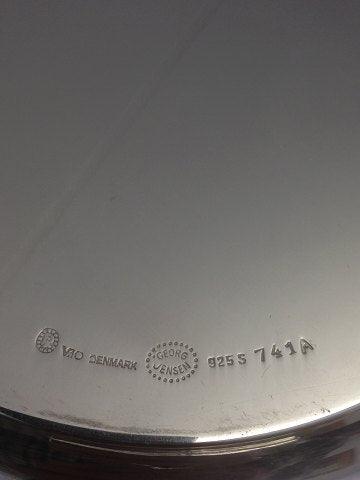 DENMARK
GEORG
JENSEN
925 S 741A